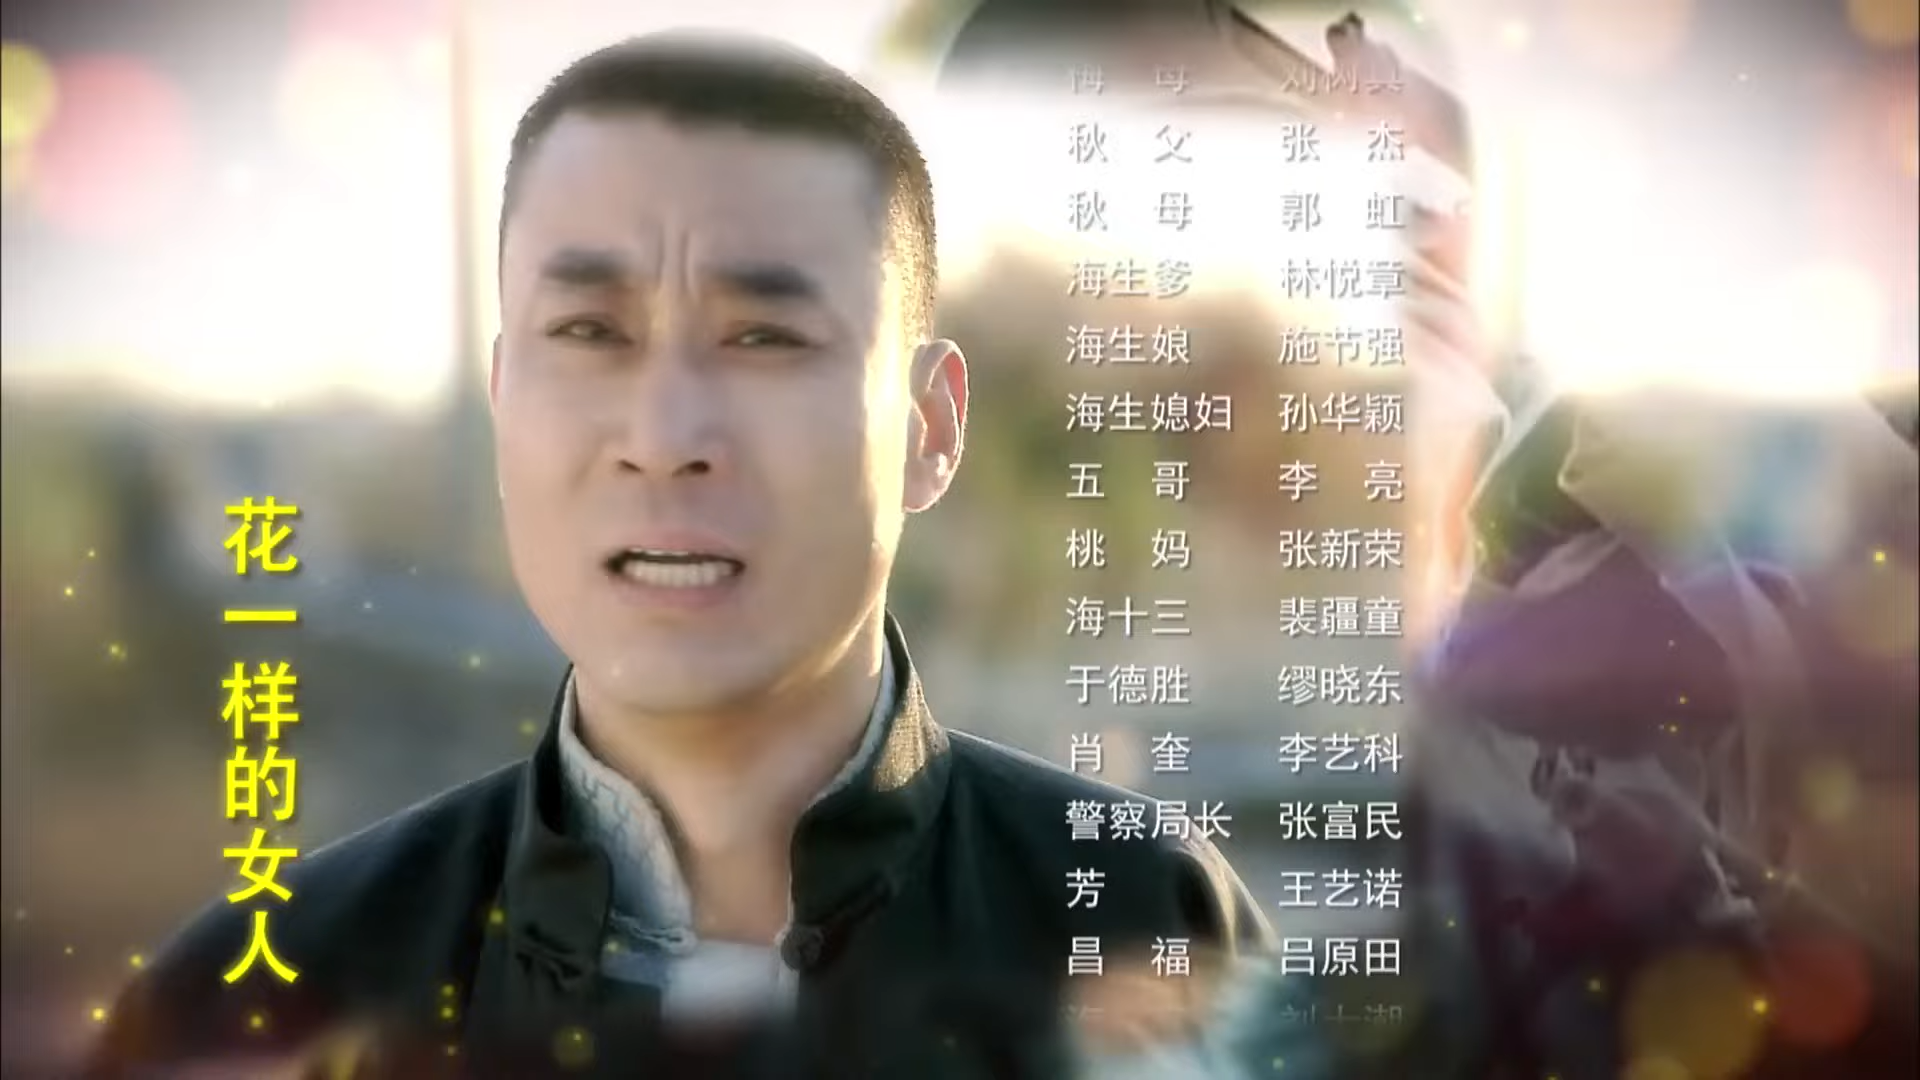 花一样的女人
秋 父 张 杰
秋 母 郭 虹
海生爹 林悦章
海生娘 施节强
海生媳妇 孙华颖
五 哥 李 亮
桃 妈 张新荣
海十三 裴疆童
于德胜 缪晓东
肖 奎 李艺科
警察局长 张富民
芳 王艺诺
昌 福 吕原田